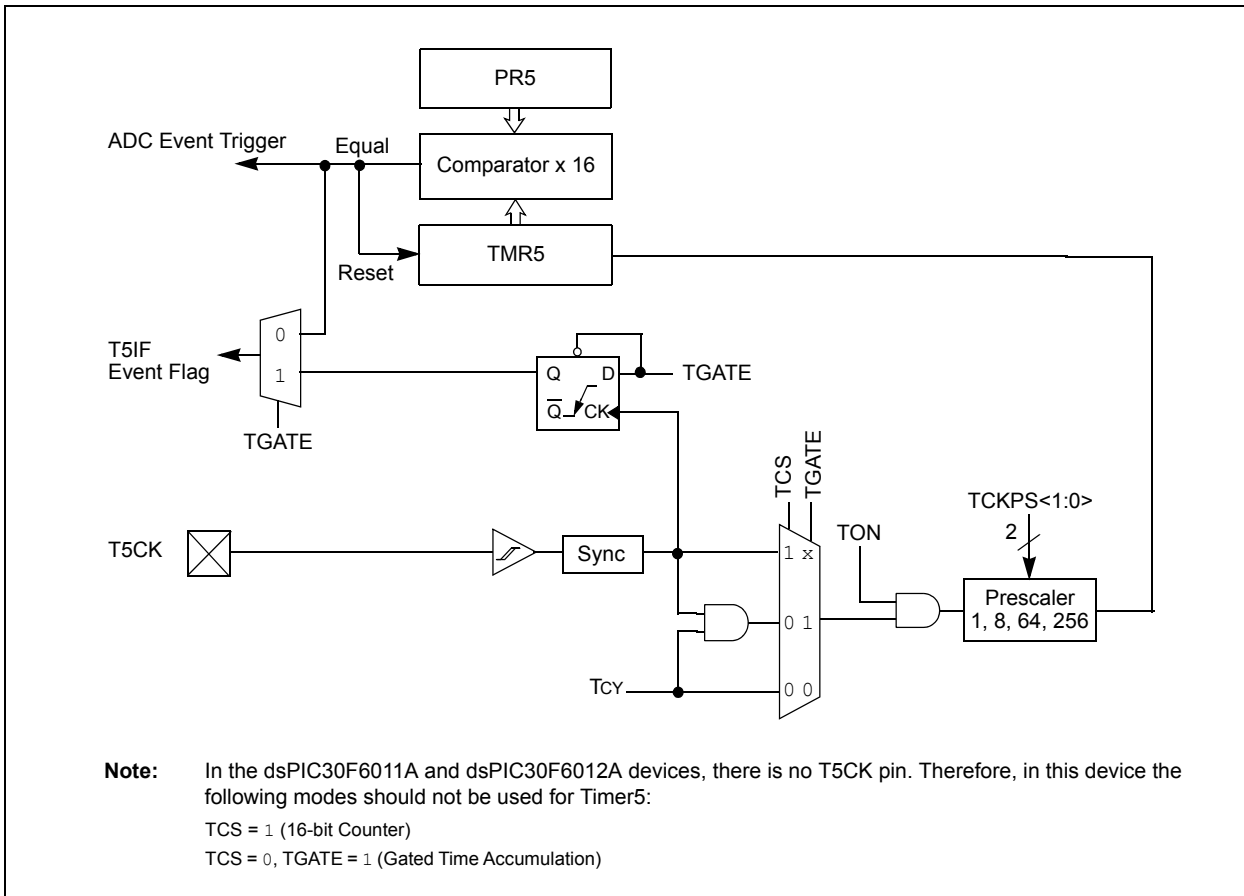 PR5
ADC Event Trigger
Equal
Comparator x 16
TMR5
Reset
0
T5IF
Event Flag
1
Q D
TGATE
Q CK
TGATE
TCS
TGATE
TCKPS<1:0>
2
TON
T5CK
Sync
1 x
Prescaler
1, 8, 64, 256
0 1
TCY
0 0
Note: In the dsPIC30F6011A and dsPIC30F6012A devices, there is no T5CK pin. Therefore, in this device the
following modes should not be used for Timer5:
TCS = 1 (16-bit Counter)
TCS = 0, TGATE = 1 (Gated Time Accumulation)